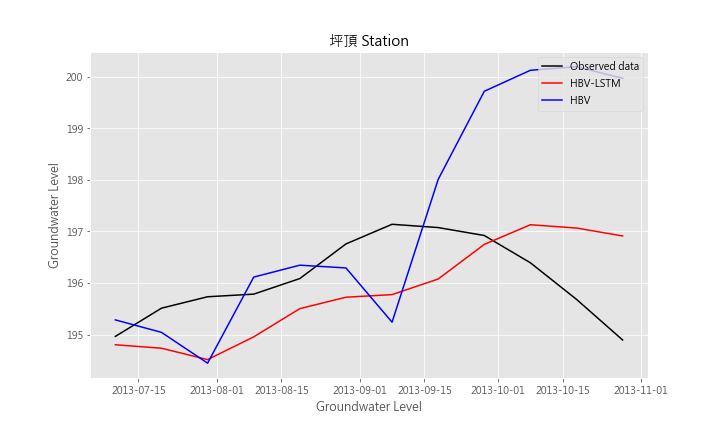 坪頂 Station
Observed data
HBV-LSTM
HBV
200
199
198
197
196
195
Groundwater Level
2013-07-15 2013-08-01 2013-08-15 2013-09-01 2013-09-15 2013-10-01 2013-10-15 2013-11-01
Groundwater Level